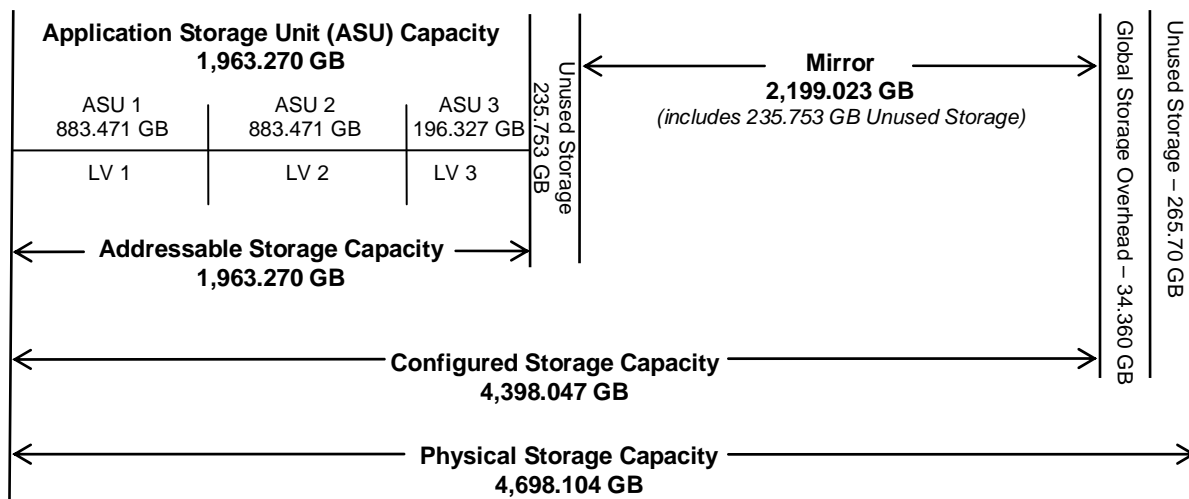 Application Storage Unit (ASU) Capacity
1,963.270 GB
ASU 1
883.471 GB
ASU 2
883.471 GB
ASU 3
196.327 GB
LV 1
LV 2
LV 3
Unused Storage
235.753 GB
Mirror
2,199.023 GB
(includes 235.753 GB Unused Storage)
Global Storage Overhead – 34.360 GB
Unused Storage – 265.70 GB
Addressable Storage Capacity
1,963.270 GB
Configured Storage Capacity
4,398.047 GB
Physical Storage Capacity
4,698.104 GB